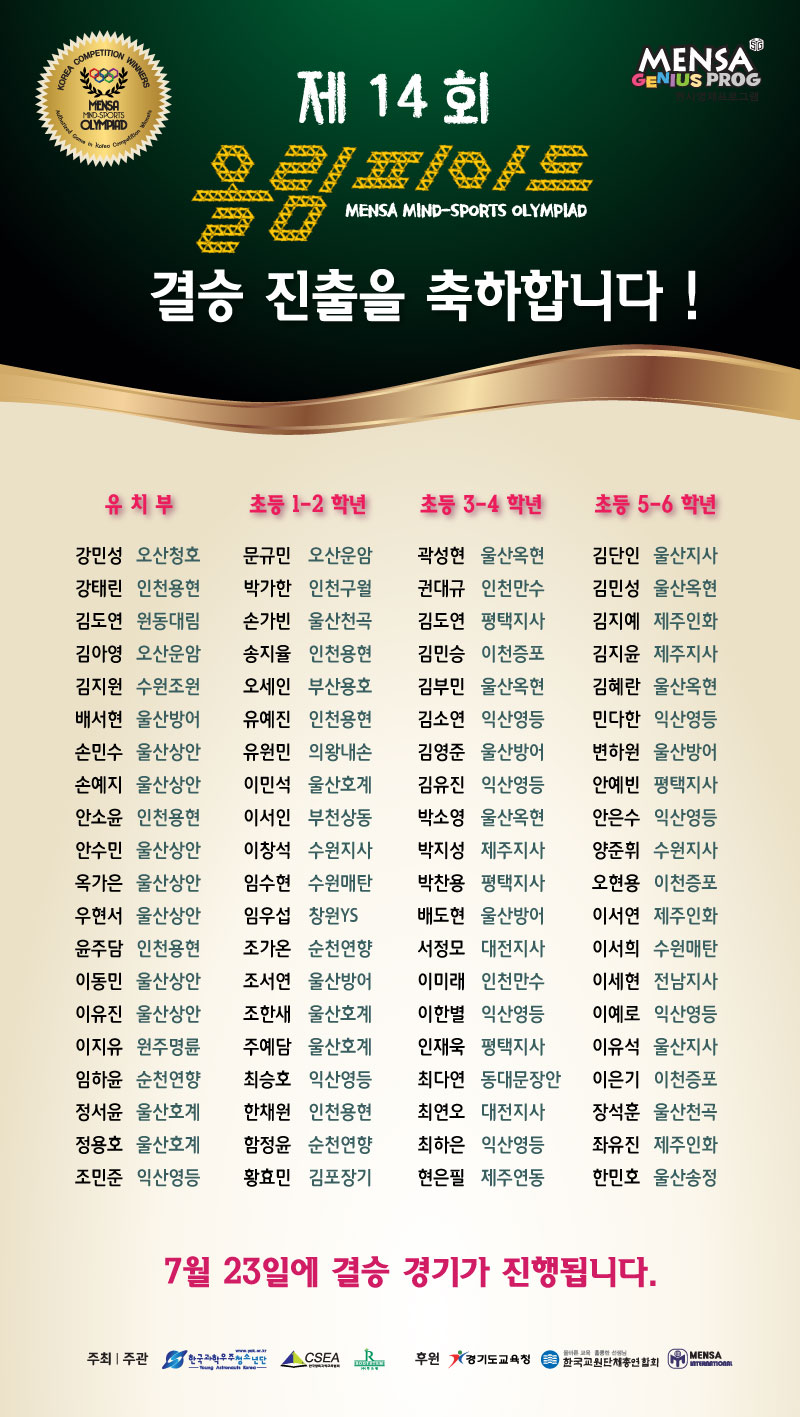 KOREA COMPETITION WINNERS
MENSA
MIND-SPORTS
OLYMPIAD
Authorized Game in Korea Competition Winners
MENSA SG
GENIUS PROG
제 14 회
올림피아드
MENSA MIND-SPORTS OLYMPIAD
결승 진출을 축하합니다 !
유 치 부 초등 1-2 학년 초등 3-4 학년 초등 5-6 학년
강민성 오산청호 문규민 오산운암 곽성현 울산옥현 김단인 울산지사
강태린 인천용현 박가한 인천구월 권대규 인천만수 김민성 울산옥현
김도연 원동대림 손가빈 울산천곡 김도연 평택지사 김지예 제주인화
김아영 오산운암 송지율 인천용현 김민승 이천증포 김지윤 제주지사
김지원 수원조원 오세인 부산용호 김부민 울산옥현 김혜란 울산옥현
배서현 울산방어 유예진 인천용현 김소연 익산영등 민다한 익산영등
손민수 울산상안 유원민 의왕내손 김영준 울산방어 변하원 울산방어
손예지 울산상안 이민석 울산호계 김유진 익산영등 안예빈 평택지사
안소윤 인천용현 이서인 부천상동 박소영 울산옥현 안은수 익산영등
안수민 울산상안 이창석 수원지사 박지성 제주지사 양준휘 수원지사
옥가은 울산상안 임수현 수원매탄 박찬용 평택지사 오현용 이천증포
우현서 울산상안 임우섭 창원YS 배도현 울산방어 이서연 제주인화
윤주담 인천용현 조가온 순천연향 서정모 대전지사 이서희 수원매탄
이동민 울산상안 조서연 울산방어 이미래 인천만수 이세현 전남지사
이유진 울산상안 조한새 울산호계 이한별 익산영등 이예로 익산영등
이지유 원주명륜 주예담 울산호계 인재욱 평택지사 이유석 울산지사
임하윤 순천연향 최승호 익산영등 최다연 동대문장안 이은기 이천증포
정서윤 울산호계 한채원 인천용현 최연오 대전지사 장석훈 울산천곡
정용호 울산호계 함정윤 순천연향 최하은 익산영등 좌유진 제주인화
조민준 익산영등 황효민 김포장기 현은필 제주연동 한민호 울산송정
7월 23일에 결승 경기가 진행됩니다.
주최 | 주관 한국과학우주청소년단 www.yak.or.kr Young Astronauts Korea CSEA 후원 경기도교육청 올바른 교육 훌륭한 선생님 한국교원단체총연합회 MENSA INTERNATIONAL